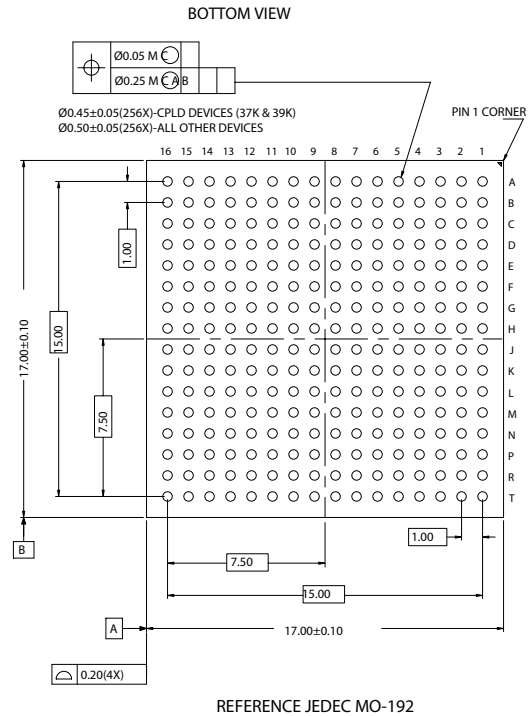 BOTTOM VIEW
Ø0.05 M C
Ø0.25 M C A B
Ø0.45±0.05(256X)-CPLD DEVICES (37K & 39K)
Ø0.50±0.05(256X)-ALL OTHER DEVICES
PIN 1 CORNER
16 15 14 13 12 11 10 9 8 7 6 5 4 3 2 1
A
B
C
D
E
F
G
H
J
K
L
M
N
P
R
T
1.00
15.00
17.00±0.10
7.50
B
1.00
7.50
15.00
A
17.00±0.10
0.20(4X)
REFERENCE JEDEC MO-192